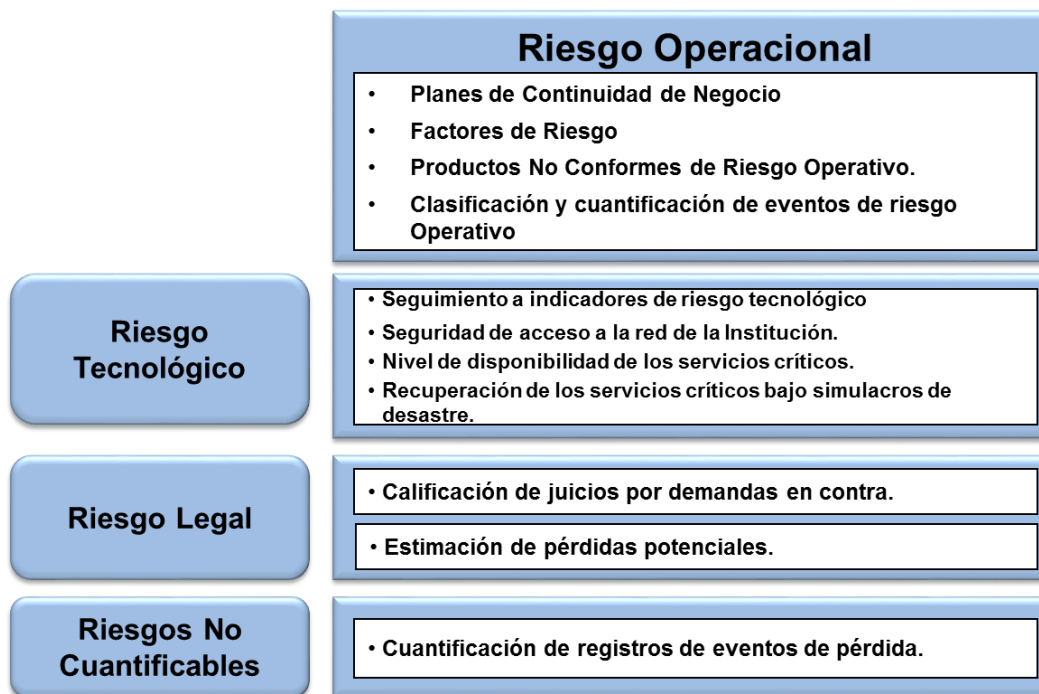 Riesgo Operacional
• Planes de Continuidad de Negocio
• Factores de Riesgo
• Productos No Conformes de Riesgo Operativo.
• Clasificación y cuantificación de eventos de riesgo
Operativo
Riesgo
Tecnológico
• Seguimiento a indicadores de riesgo tecnológico
• Seguridad de acceso a la red de la Institución.
• Nivel de disponibilidad de los servicios críticos.
• Recuperación de los servicios críticos bajo simulacros de
desastre.
Riesgo Legal
• Calificación de juicios por demandas en contra.
• Estimación de pérdidas potenciales.
Riesgos No
Cuantificables
• Cuantificación de registros de eventos de pérdida.